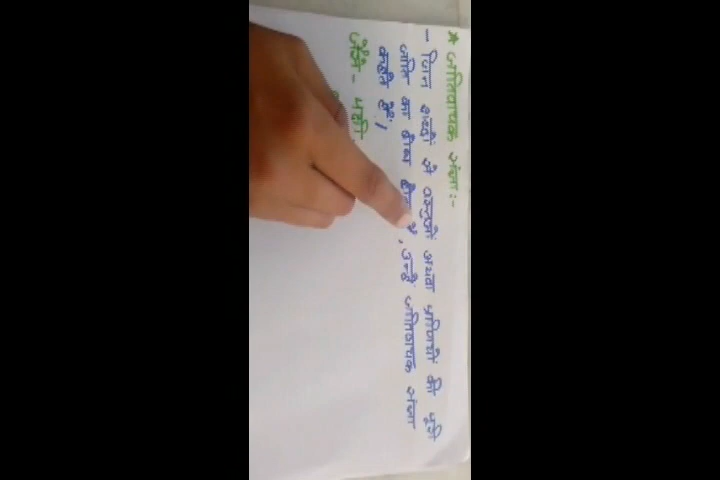 * जातिवाचक संज्ञा :-
- जिन शब्दों से वस्तुओं अथवा प्राणियों की पूरी
जाति का बोध है, उन्हें जातिवाचक संज्ञा
कहते हैं।
जैसे - पक्षी